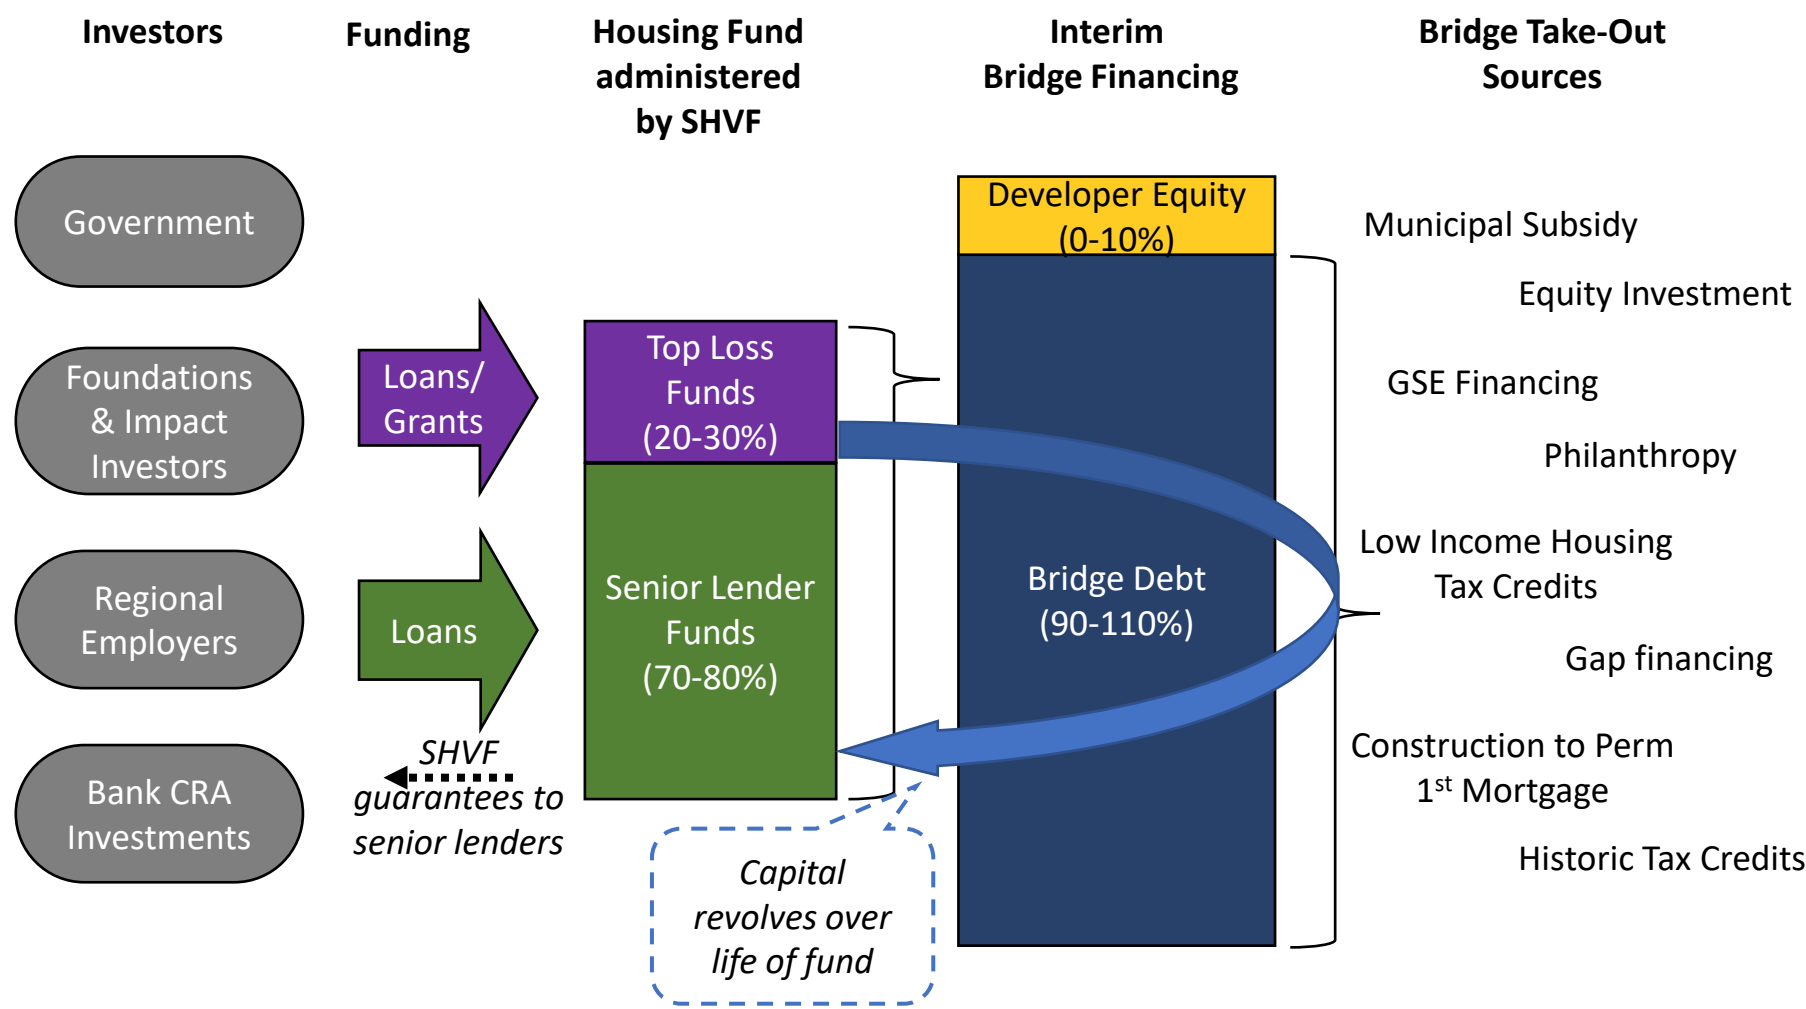 Investors
Funding
Housing Fund
administered
by SHVF
Interim
Bridge Financing
Bridge Take-Out
Sources
Government
Foundations
& Impact
Investors
Regional
Employers
Bank CRA
Investments
Loans/
Grants
Loans
SHVF
guarantees to
senior lenders
Top Loss
Funds
(20-30%)
Senior Lender
Funds
(70-80%)
Capital
revolves over
life of fund
Developer Equity
(0-10%)
Bridge Debt
(90-110%)
Municipal Subsidy
Equity Investment
GSE Financing
Philanthropy
Low Income Housing
Tax Credits
Gap financing
Construction to Perm
1st Mortgage
Historic Tax Credits